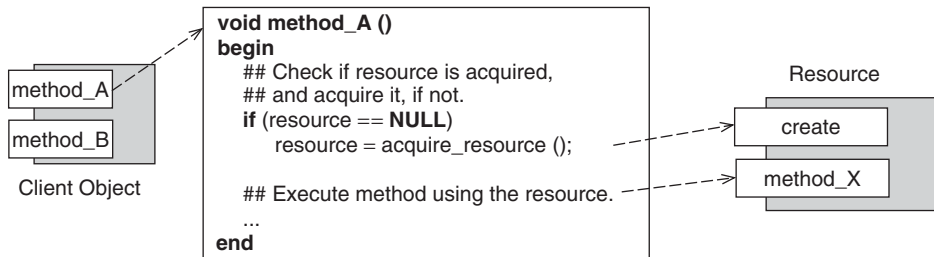 method_A
method_B
Client Object
void method_A ()
begin
## Check if resource is acquired,
## and acquire it, if not.
if (resource == NULL)
resource = acquire_resource ();
## Execute method using the resource.
...
end
Resource
create
method_X